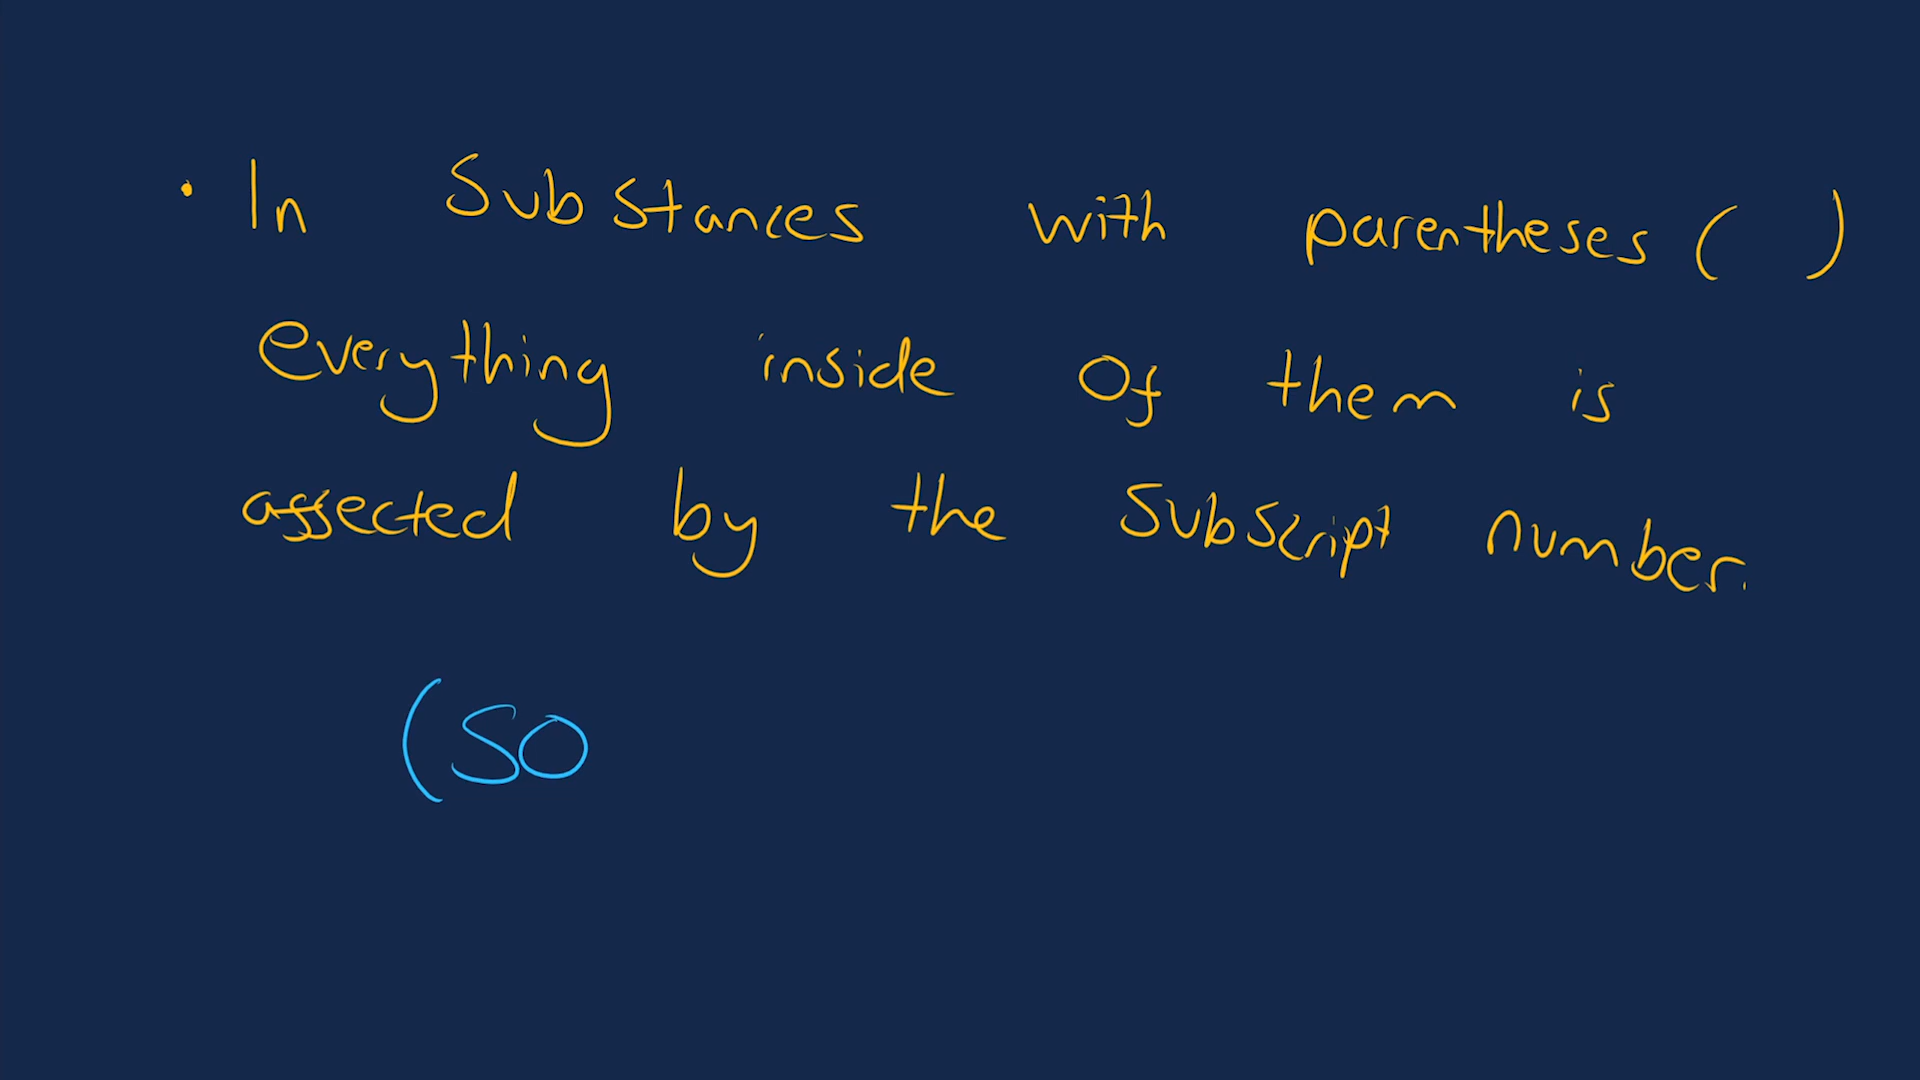 • In Substances with parentheses ( )
everything inside of them is
affected by the subscript number.
(SO